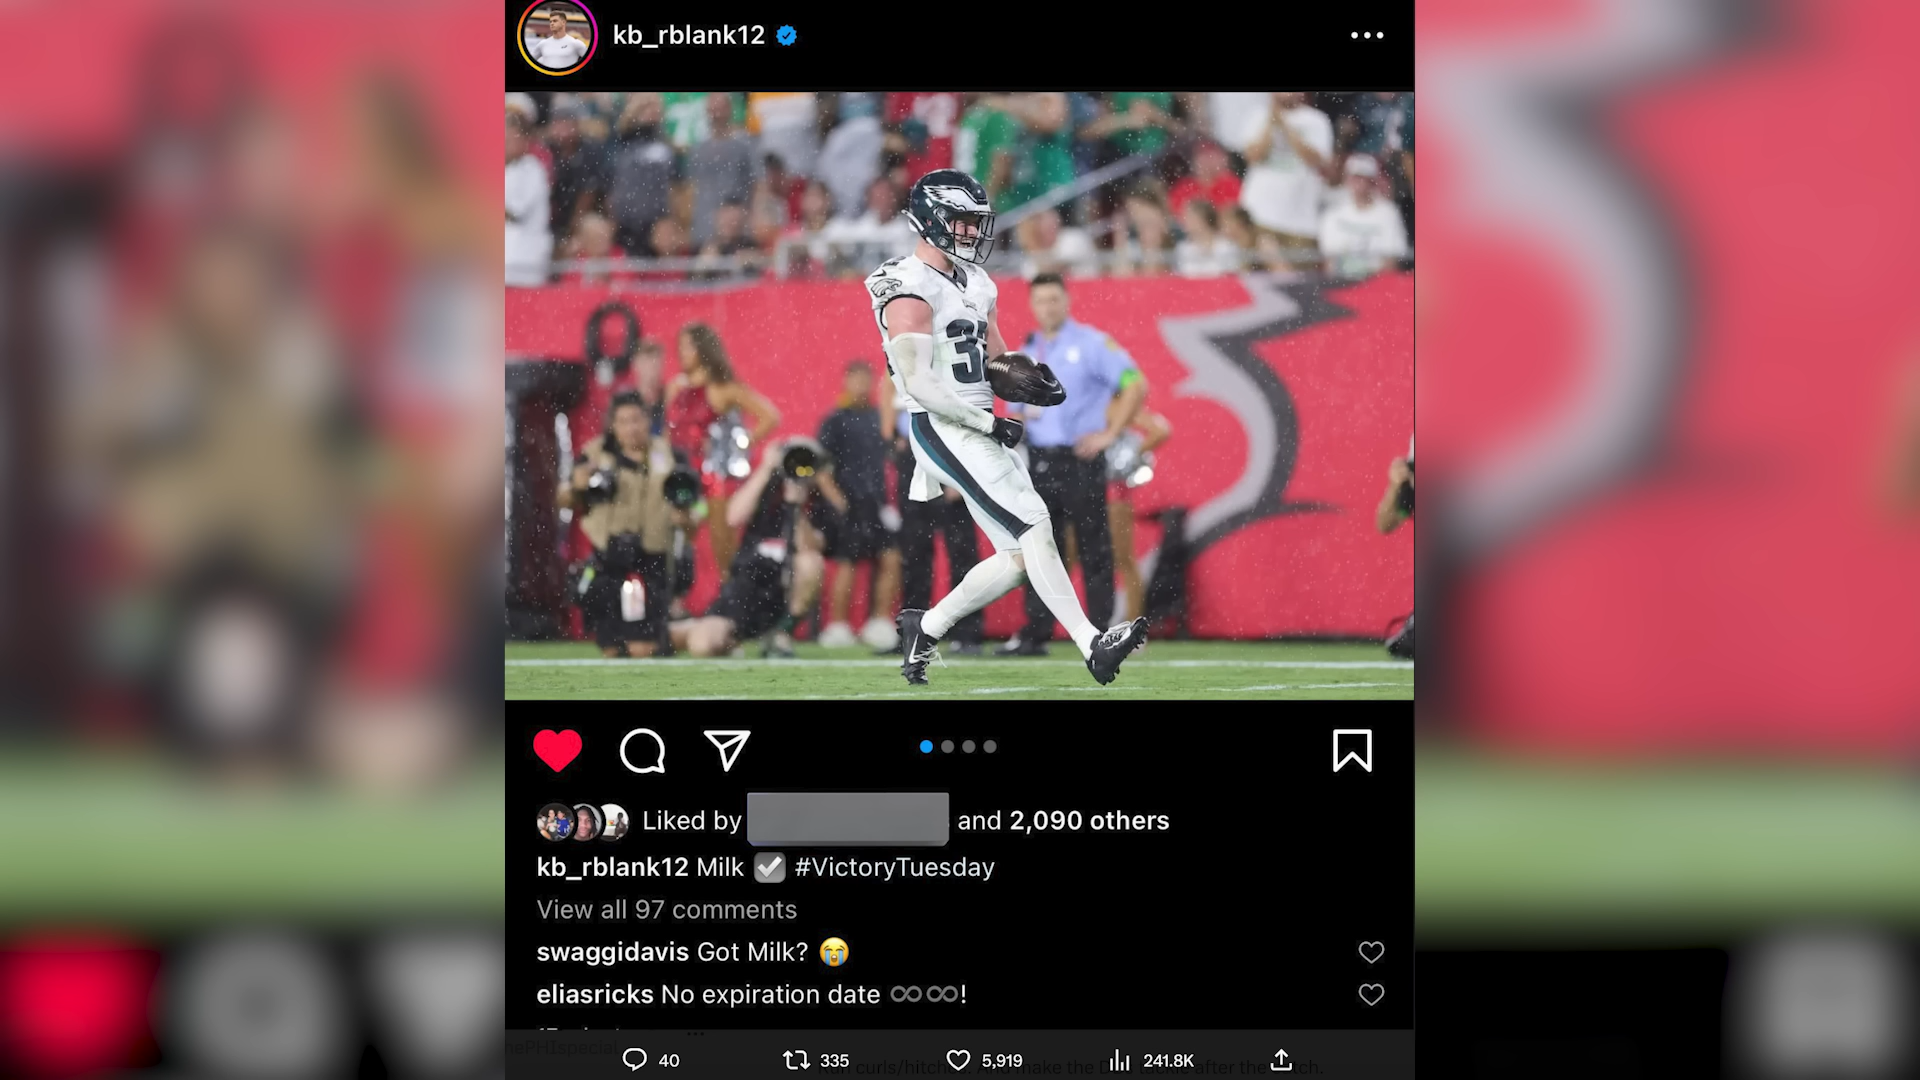 kb_rblank12
3
Liked by and 2,090 others
kb_rblank12 Milk ✅ #VictoryTuesday
View all 97 comments
swaggidavis Got Milk? 😭
eliasricks No expiration date ♾️♾️!
40 335 5,919 241.8K